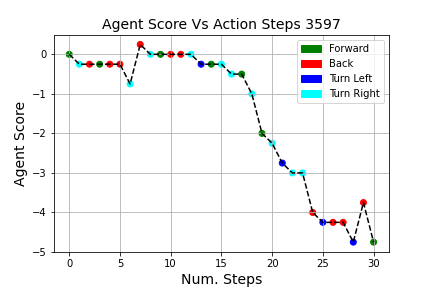 Agent Score Vs Action Steps 3597
Forward
Back
Turn Left
Turn Right
Agent Score
0
−1
−2
−3
−4
−5
0 5 10 15 20 25 30
Num. Steps